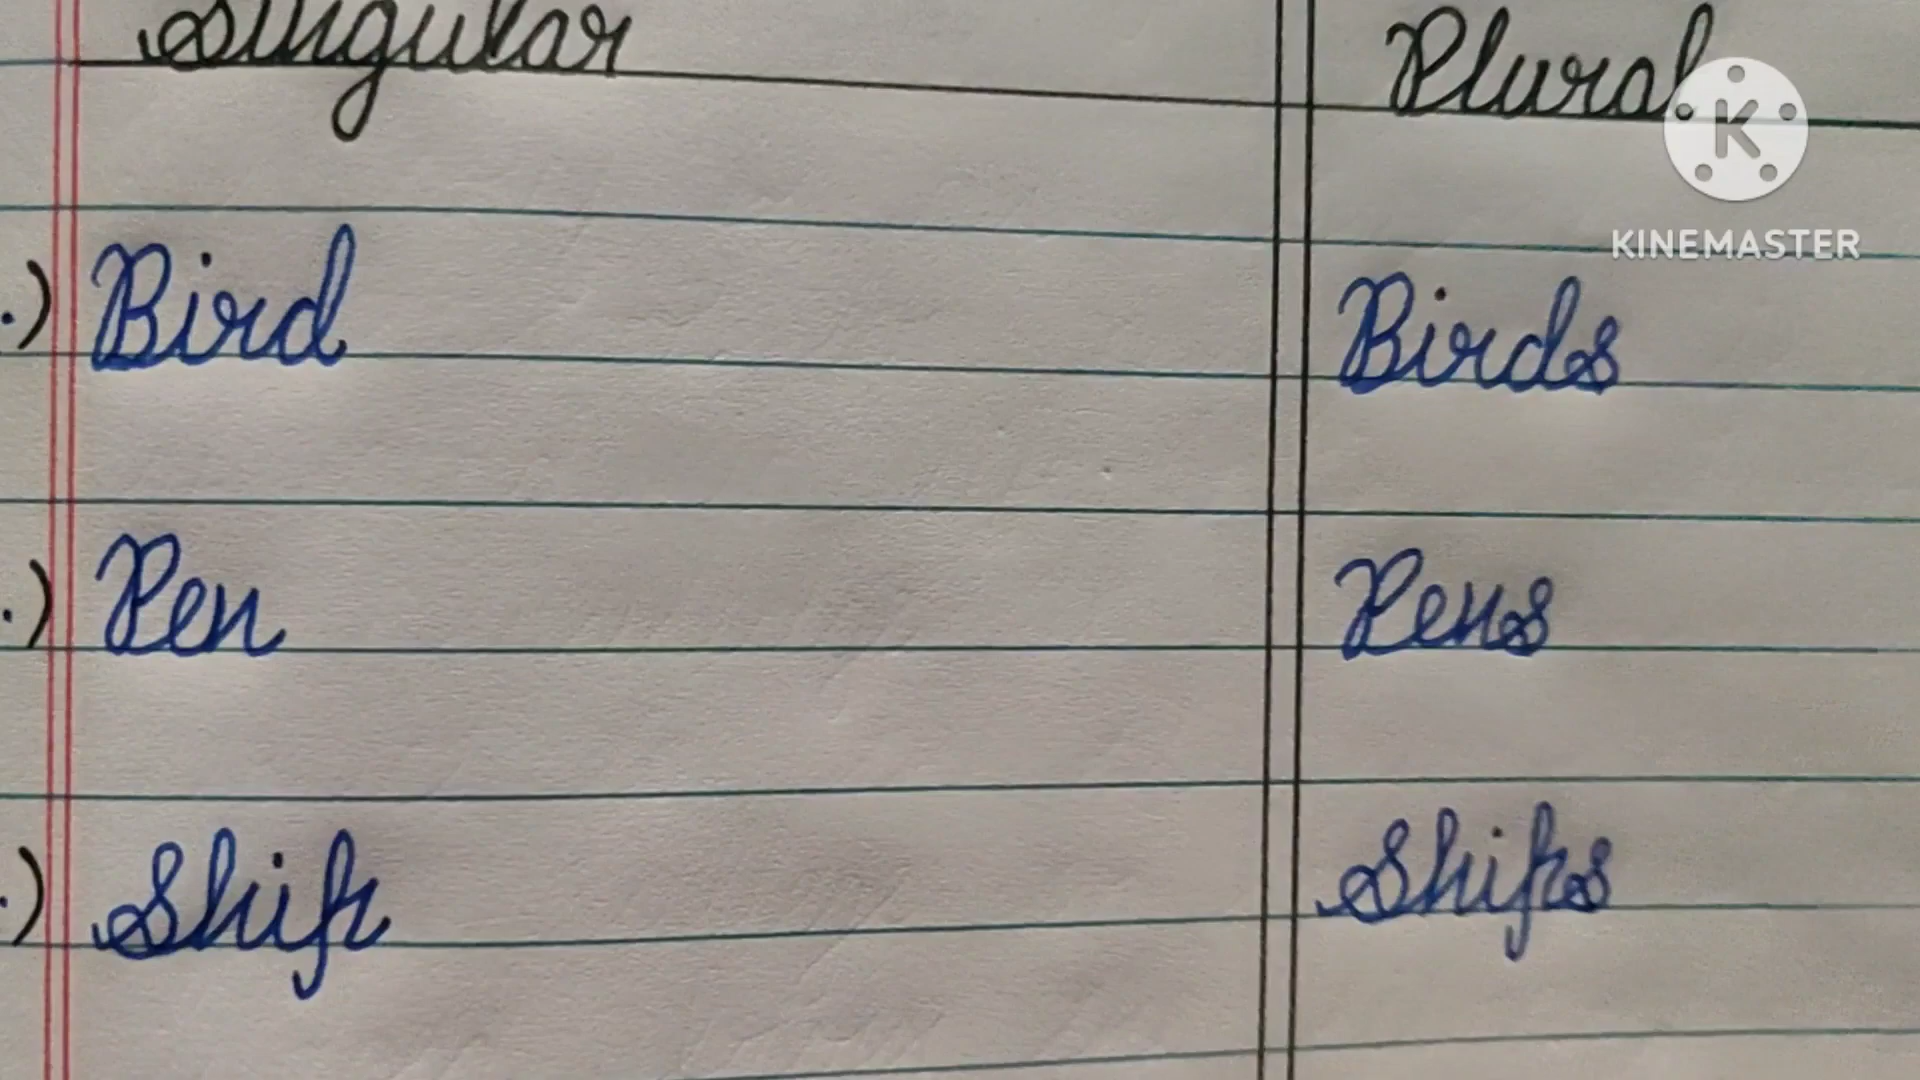 Singular Plural
KINEMASTER
.) Bird Birds
.) Pen Pens
.) Ship Ships